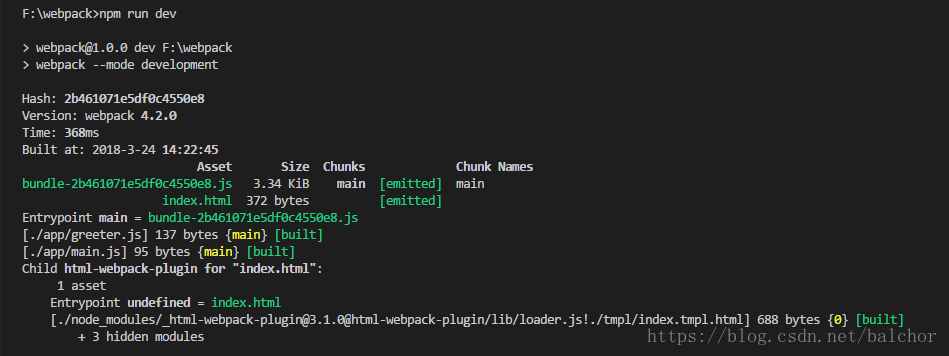 F:\webpack>npm run dev
> webpack@1.0.0 dev F:\webpack
> webpack --mode development
Hash: 2b461071e5df0c4550e8
Version: webpack 4.2.0
Time: 368ms
Built at: 2018-3-24 14:22:45
Asset Size Chunks Chunk Names
bundle-2b461071e5df0c4550e8.js 3.34 KiB main [emitted] main
index.html 372 bytes [emitted]
Entrypoint main = bundle-2b461071e5df0c4550e8.js
[./app/greeter.js] 137 bytes {main} [built]
[./app/main.js] 95 bytes {main} [built]
Child html-webpack-plugin for "index.html":
1 asset
Entrypoint undefined = index.html
[./node_modules/_html-webpack-plugin@3.1.0@html-webpack-plugin/lib/loader.js!./tmpl/index.tmpl.html] 688 bytes {0} [built]
+ 3 hidden modules
https://blog.csdn.net/balchor